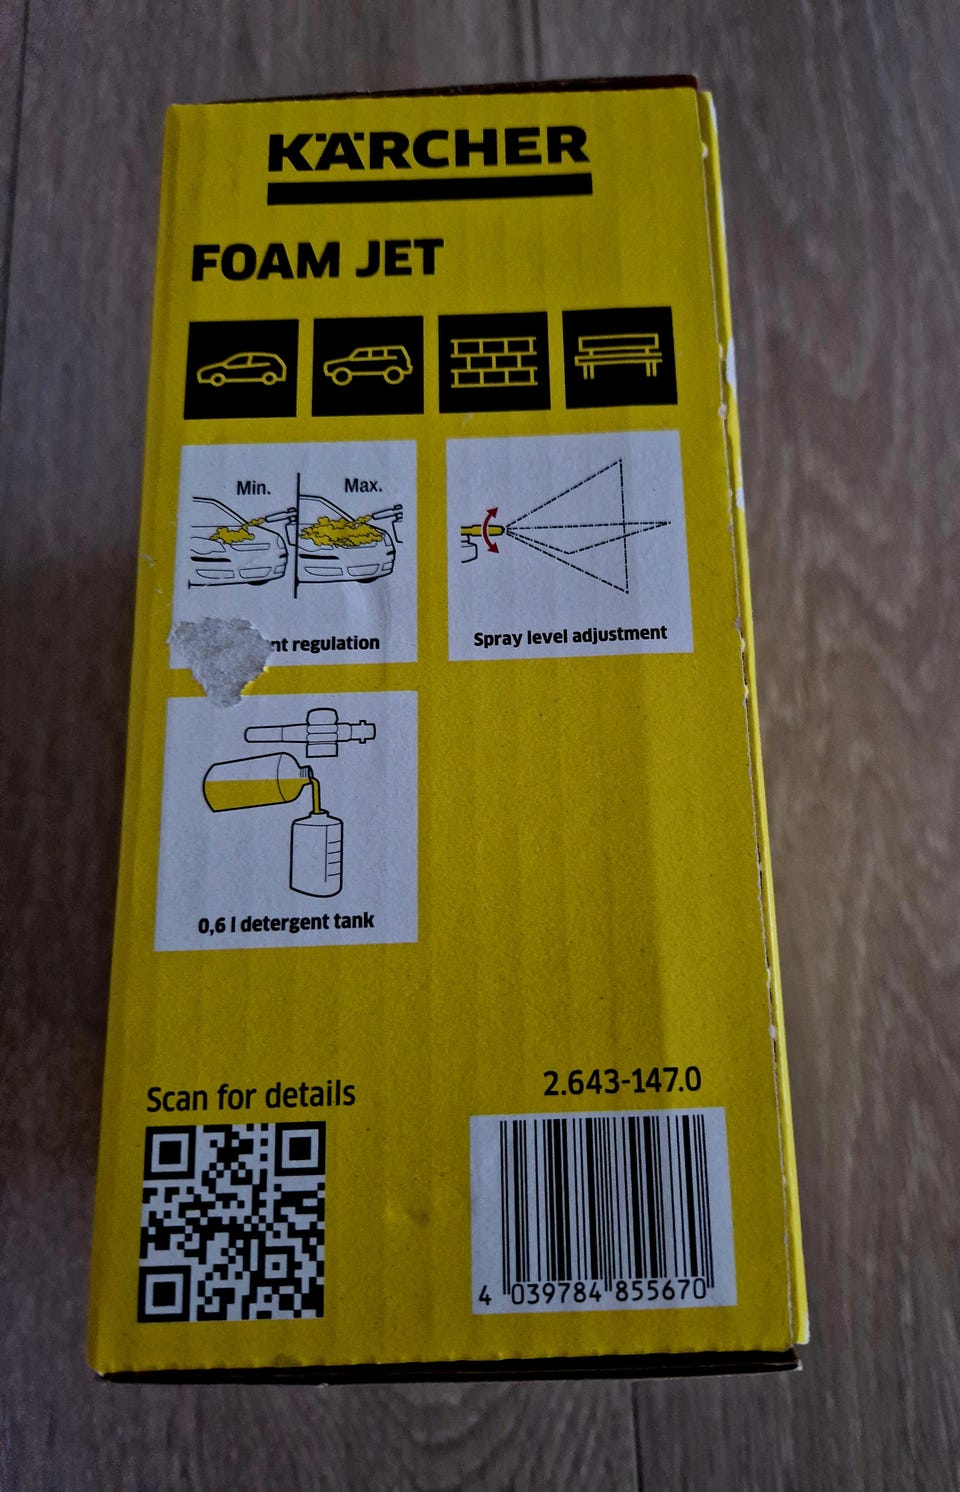 KÄRCHER
FOAM JET
Min.
Max.
nt regulation
Spray level adjustment
0,6 l detergent tank
Scan for details
2.643-147.0
4 039784 855670